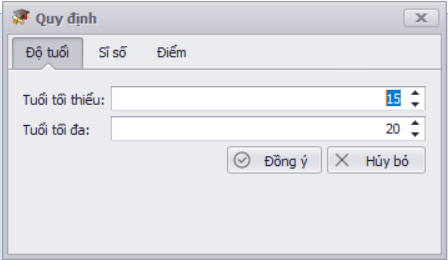 Quy định
Độ tuổi Sĩ số Điểm
Tuổi tối thiểu: 15
Tuổi tối đa: 20
Đồng ý Hủy bỏ